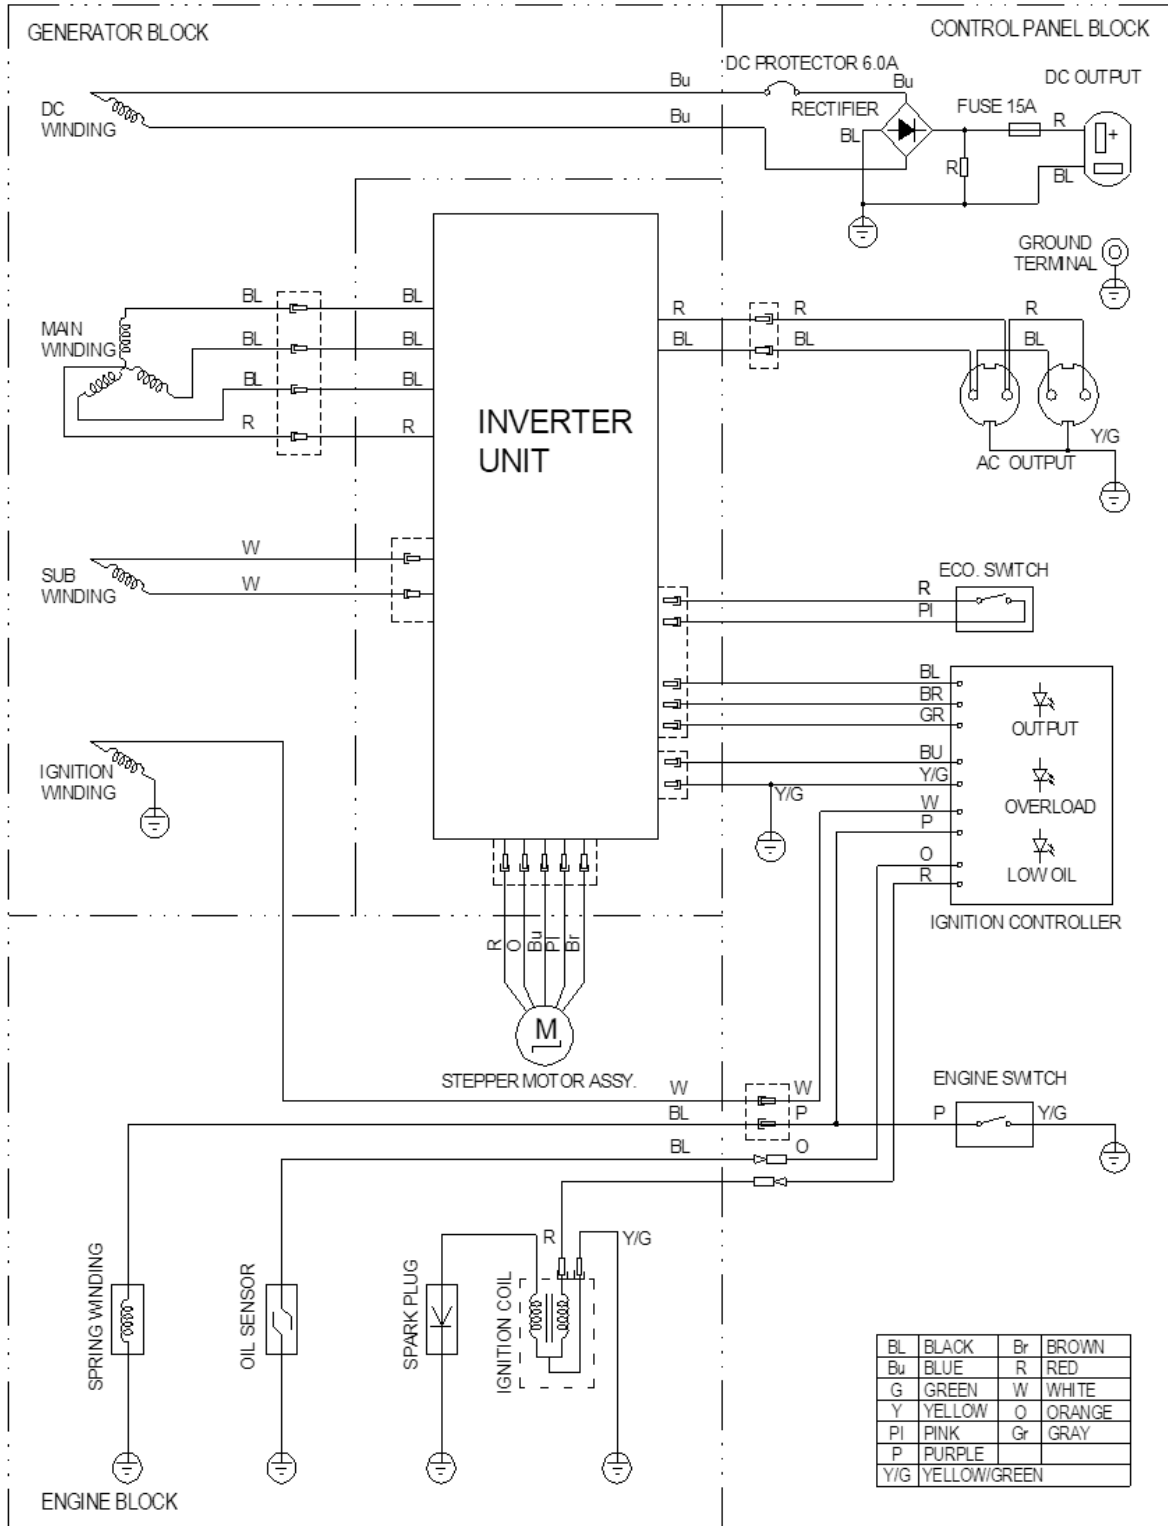 GENERATOR BLOCK
CONTROL PANEL BLOCK
DC PROTECTOR 6.0A
DC OUTPUT
Bu
Bu
DC
WINDING
RECTIFIER
FUSE 15A
Bu
BL
R
+
R
BL
GROUND
TERMINAL
BL
BL
R
R
R
MAIN
WINDING
BL
BL
BL
BL
BL
BL
BL
R
R
INVERTER
UNIT
Y/G
AC OUTPUT
SUB
WINDING
W
W
ECO. SWITCH
R
PI
BL
BR
GR
OUTPUT
IGNITION
WINDING
BU
Y/G
Y/G
OVERLOAD
W
P
O
R
LOW OIL
IGNITION CONTROLLER
R
O
Bu
PI
Br
M
STEPPER MOTOR ASSY.
ENGINE SWITCH
W
W
BL
P
P
Y/G
BL
O
R
Y/G
SPRING WINDING
OIL SENSOR
SPARK PLUG
IGNITION COIL
BL BLACK Br BROWN
Bu BLUE R RED
G GREEN W WHITE
Y YELLOW O ORANGE
PI PINK Gr GRAY
P PURPLE
Y/G YELLOW/GREEN
ENGINE BLOCK